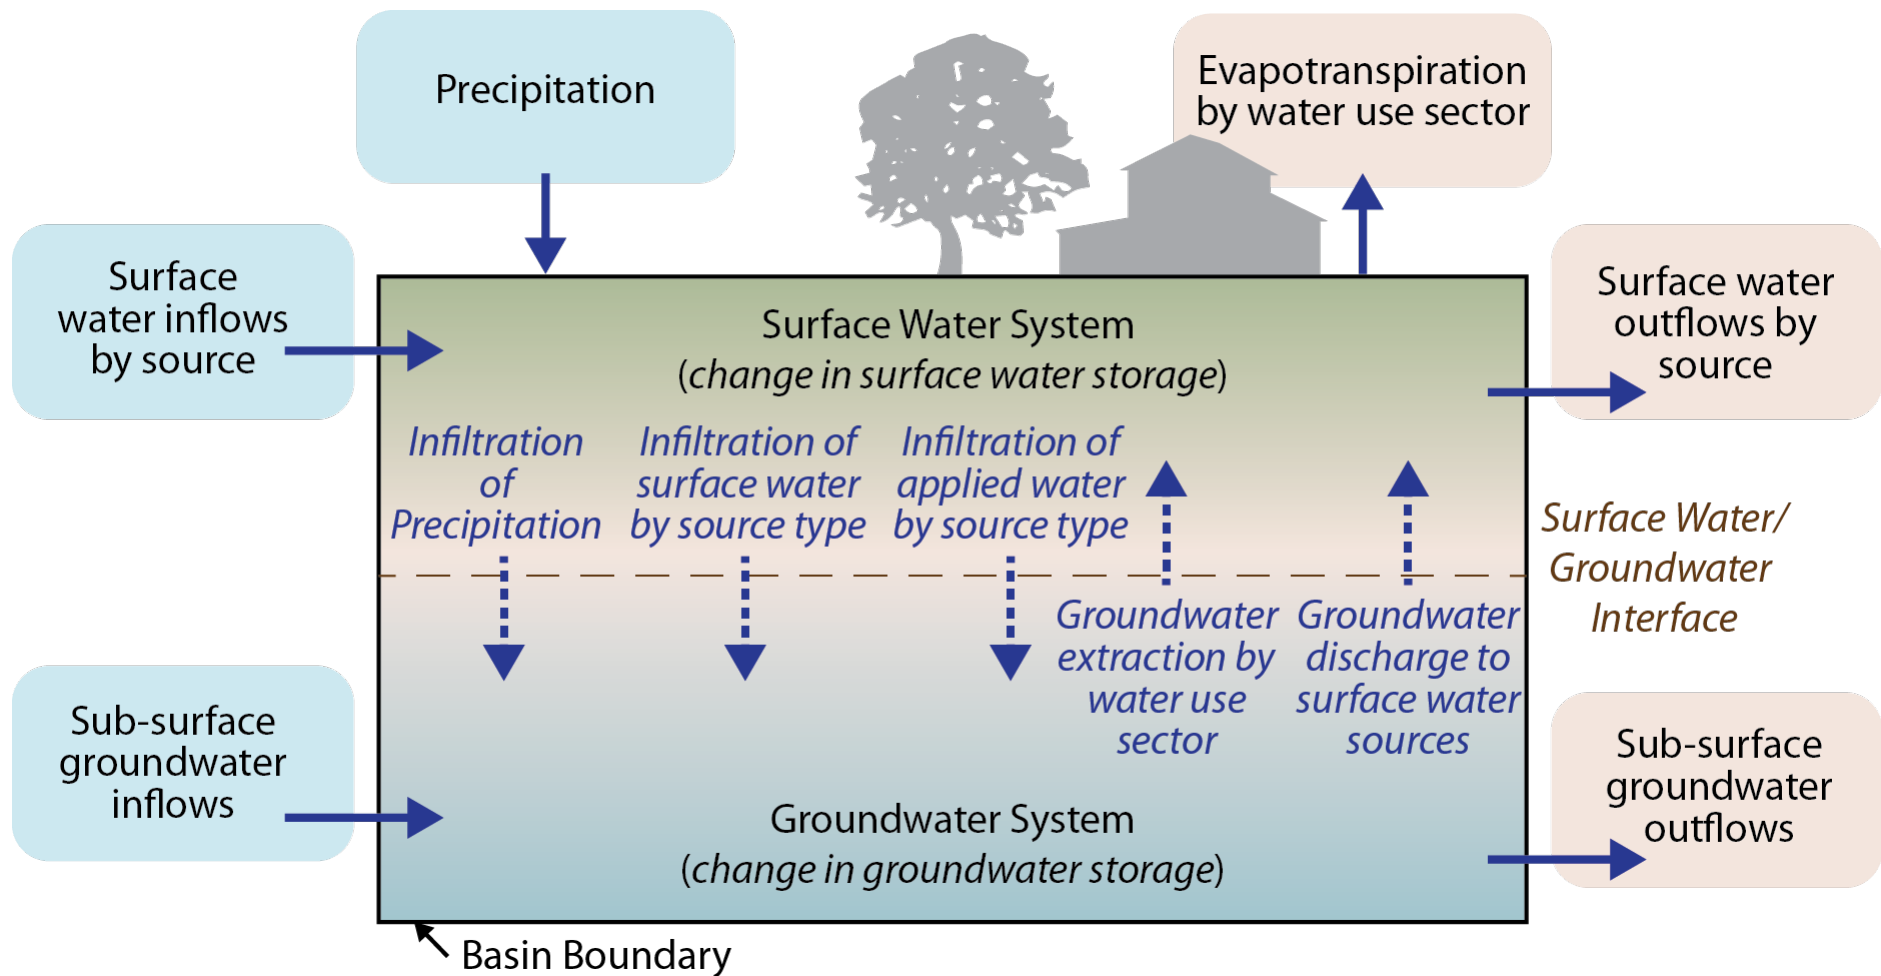 Precipitation
Evapotranspiration
by water use sector
Surface
water inflows
by source
Surface Water System
(change in surface water storage)
Surface water
outflows by
source
Infiltration
of
Precipitation
Infiltration of
surface water
by source type
Infiltration of
applied water
by source type
Surface Water/
Groundwater
Interface
Groundwater
extraction by
water use
sector
Groundwater
discharge to
surface water
sources
Sub-surface
groundwater
inflows
Groundwater System
(change in groundwater storage)
Sub-surface
groundwater
outflows
Basin Boundary